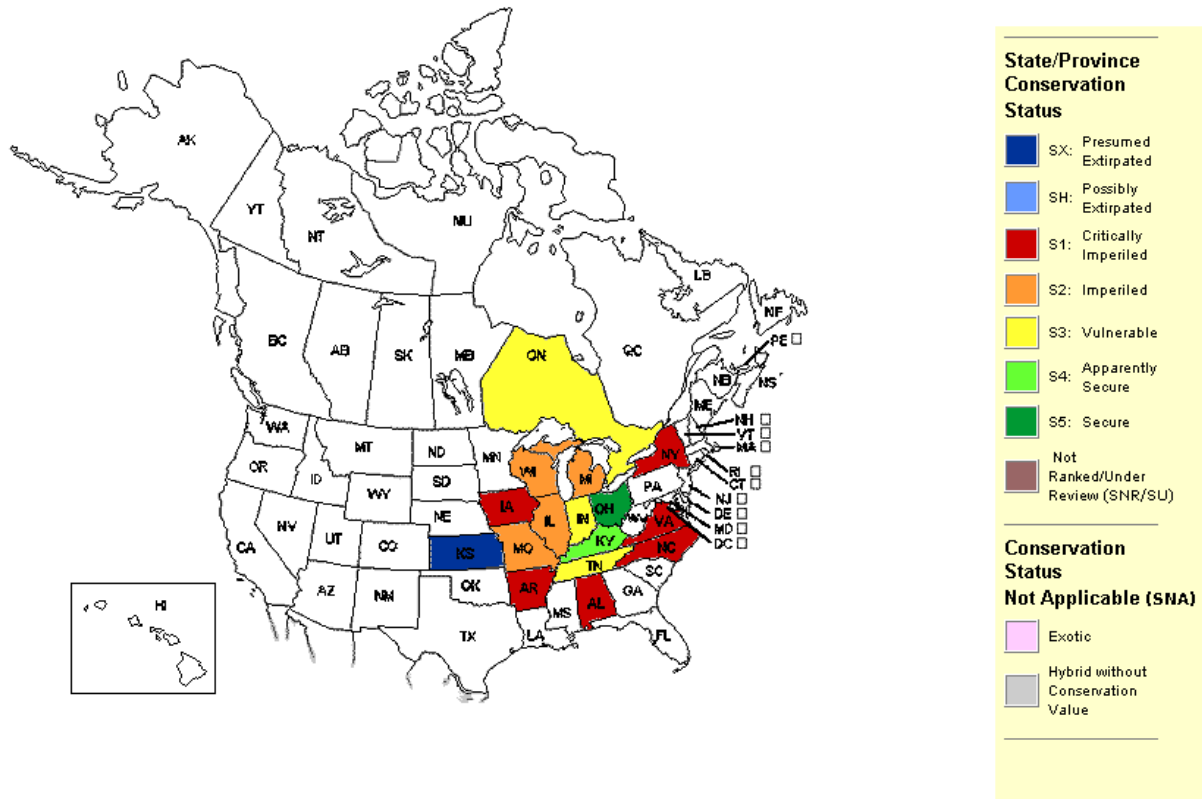 AK
YT
NT
NU
LB
NF
BC
AB
SK
MB
ON
QC
PE
NB
NS
ME
WA
MT
ND
MN
NH
VT
MA
OR
ID
SD
WI
MI
NY
RI
CT
WY
IA
PA
NJ
NV
NE
IL
IN
OH
DE
CA
UT
CO
KS
MO
KY
WV
VA
MD
DC
AZ
NM
OK
AR
TN
NC
SC
HI
TX
LA
MS
AL
GA
FL
State/Province
Conservation
Status
SX: Presumed
Extirpated
SH: Possibly
Extirpated
S1: Critically
Imperiled
S2: Imperiled
S3: Vulnerable
S4: Apparently
Secure
S5: Secure
Not
Ranked/Under
Review (SNR/SU)
Conservation
Status
Not Applicable (SNA)
Exotic
Hybrid without
Conservation
Value